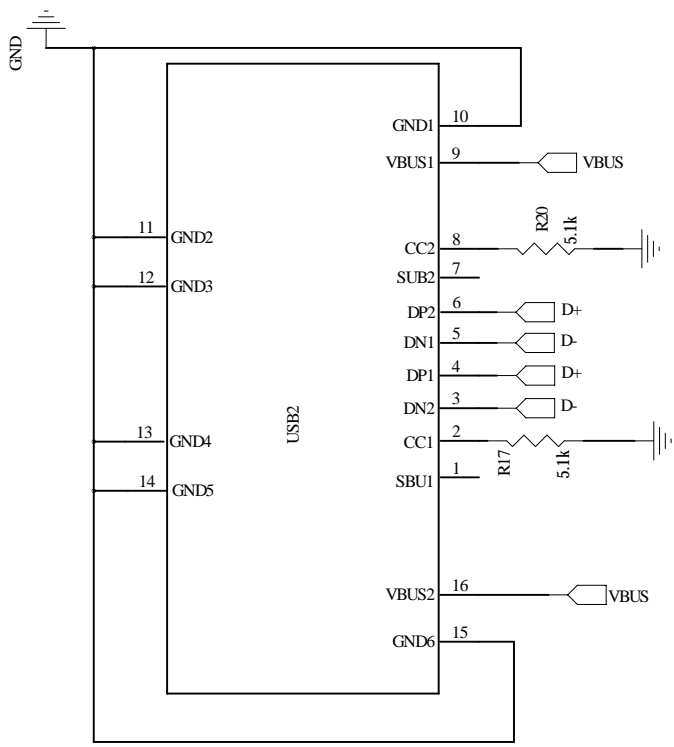 GND
GND1
10
VBUS1
9
VBUS
11
GND2
CC2
8
R20
5.1k
SUB2
7
12
GND3
DP2
6
D+
DN1
5
D-
DP1
4
D+
DN2
3
D-
USB2
13
GND4
CC1
2
R17
5.1k
SBU1
1
14
GND5
VBUS2
16
VBUS
GND6
15